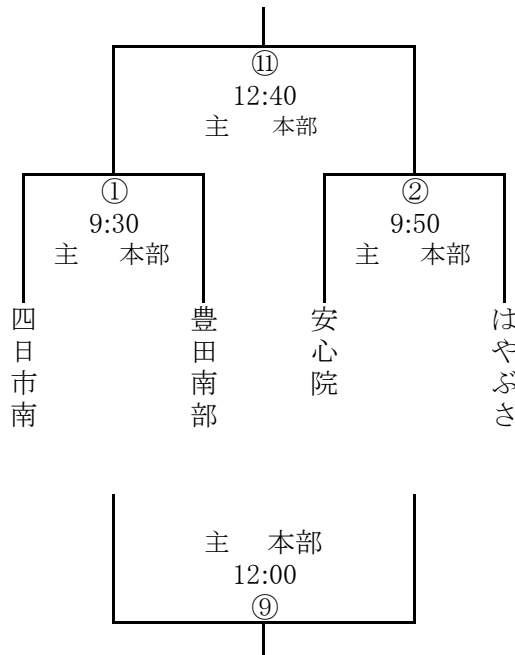 ⑪
12:40
主 本部
① ②
9:30 9:50
主 本部 主 本部
四日市南
豊田南部
安心院
はやぶさ
主 本部
12:00
⑨